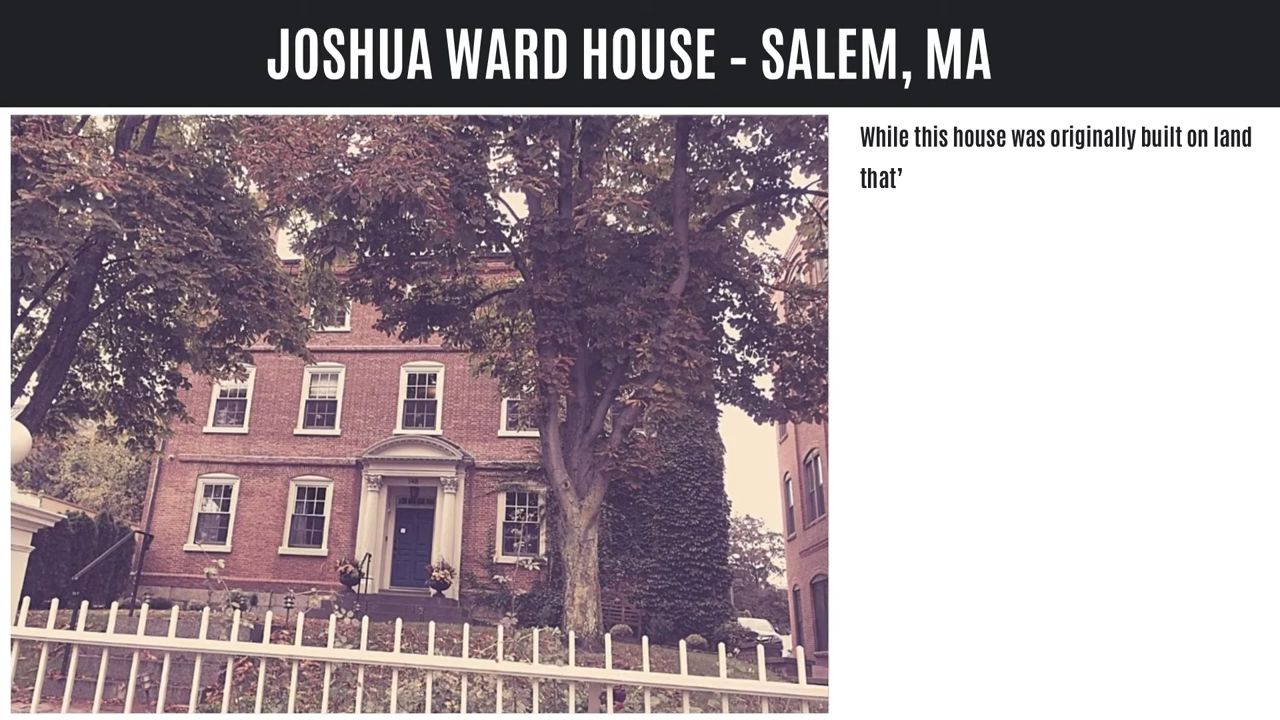 JOSHUA WARD HOUSE – SALEM, MA
While this house was originally built on land
that’